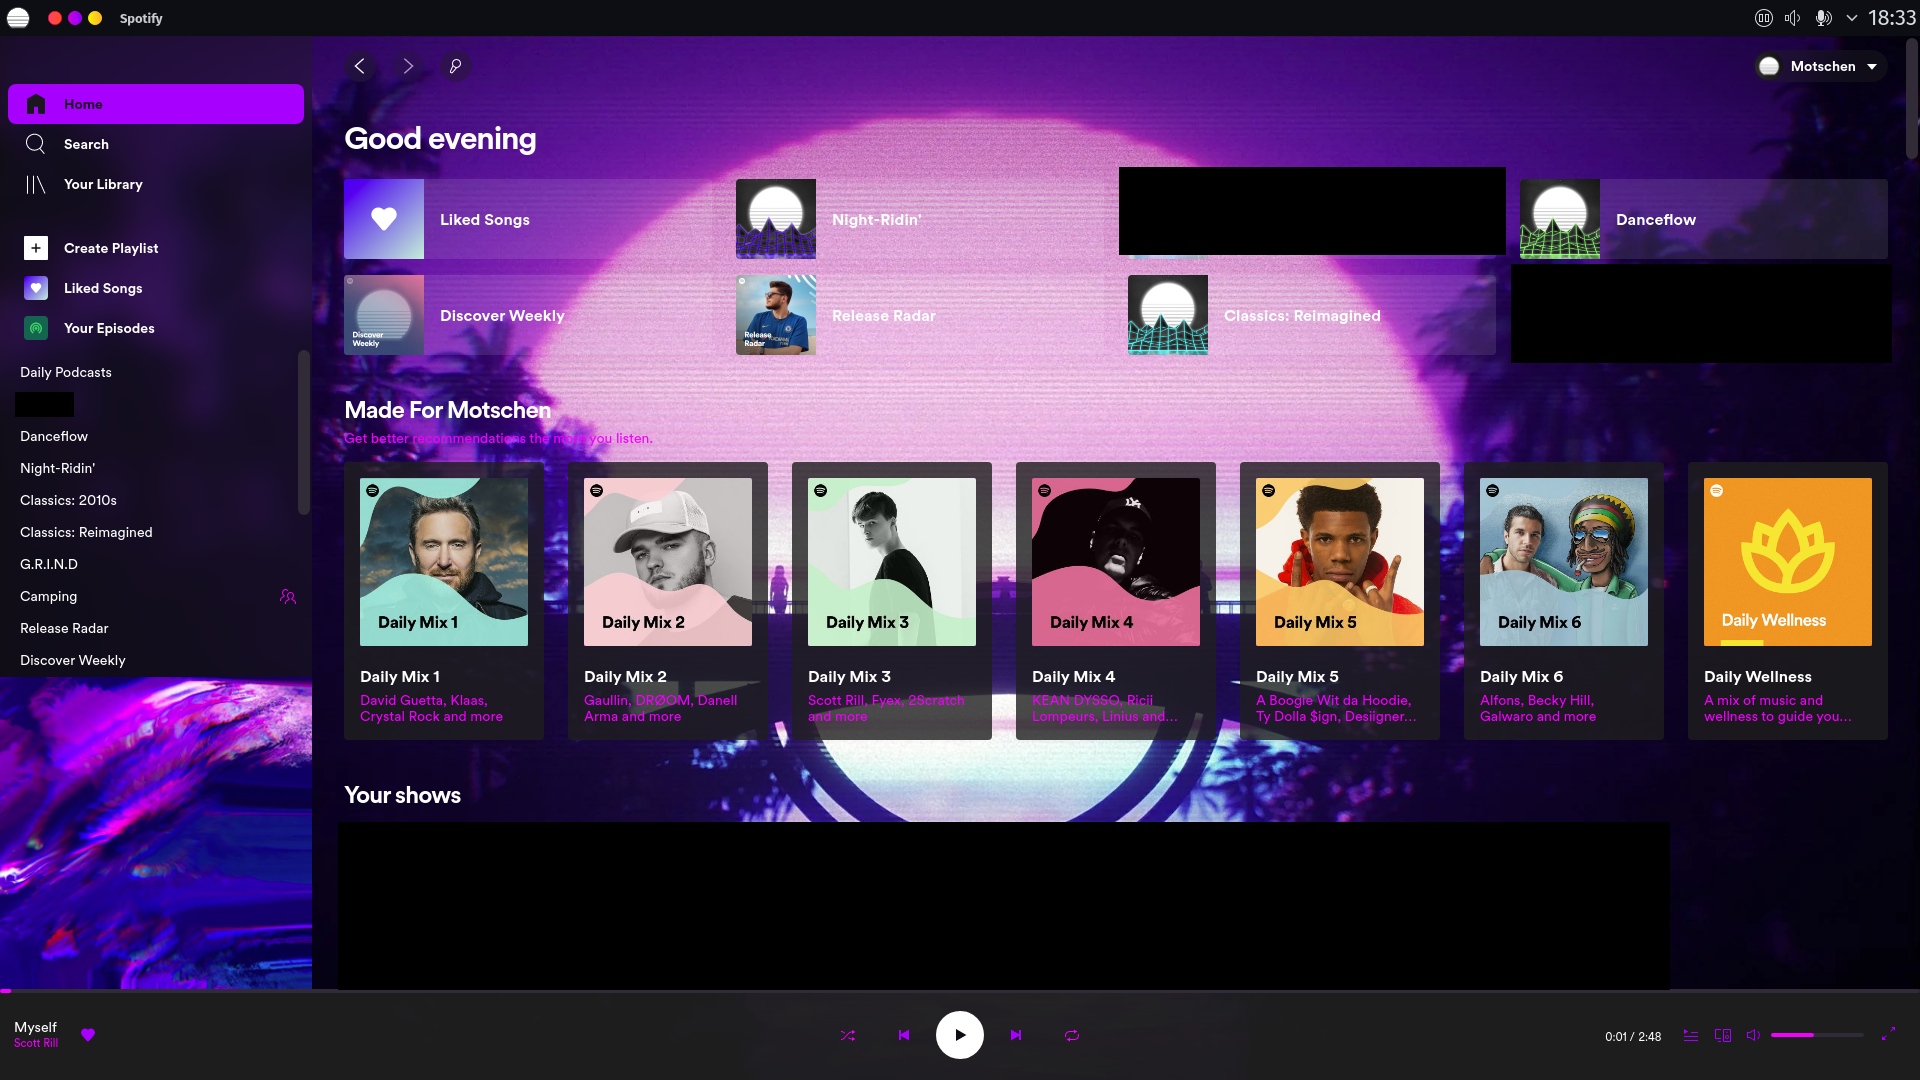 Spotify
18:33
Home
Search
Your Library
Create Playlist
Liked Songs
Your Episodes
Daily Podcasts
Danceflow
Night-Ridin'
Classics: 2010s
Classics: Reimagined
G.R.I.N.D
Camping
Release Radar
Discover Weekly
Motschen
Good evening
Liked Songs
Night-Ridin'
Danceflow
Discover
Weekly
Discover Weekly
Release
Radar
Release Radar
Classics: Reimagined
Made For Motschen
Get better recommendations the more you listen.
Daily Mix 1
Daily Mix 2
Daily Mix 3
Daily Mix 4
Daily Mix 5
Daily Mix 6
Daily Wellness
Daily Mix 1
David Guetta, Klaas,
Crystal Rock and more
Daily Mix 2
Gaullin, DRØOM, Danell
Arma and more
Daily Mix 3
Scott Rill, Fyex, 2Scratch
and more
Daily Mix 4
KEAN DYSSO, Ricii
Lompeurs, Linius and...
Daily Mix 5
A Boogie Wit da Hoodie,
Ty Dolla $ign, Desiigner...
Daily Mix 6
Alfons, Becky Hill,
Galwaro and more
Daily Wellness
A mix of music and
wellness to guide you...
Your shows
Myself
Scott Rill
0:01 / 2:48